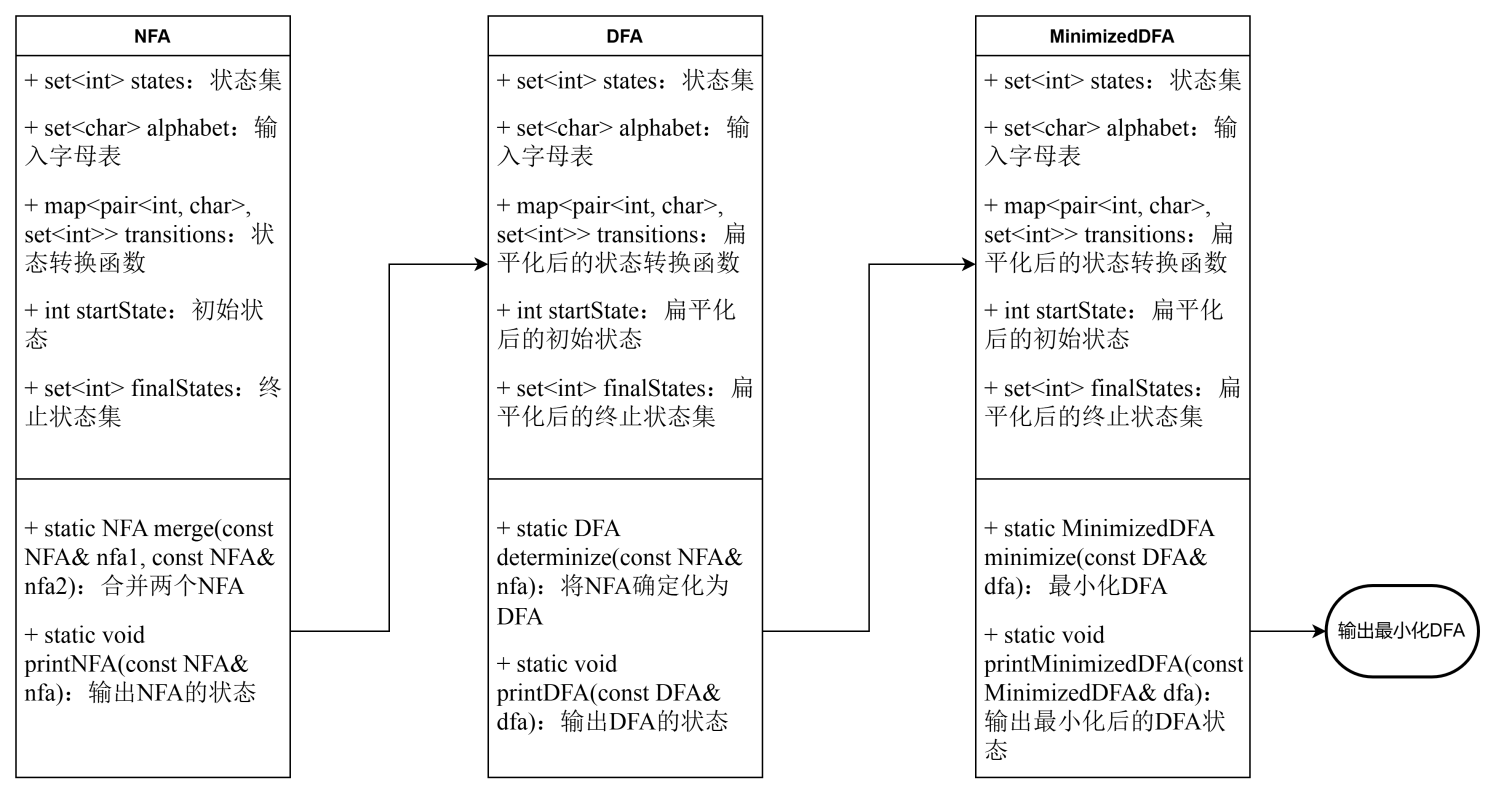 NFA
+ set<int> states：状态集
+ set<char> alphabet：输
入字母表
+ map<pair<int, char>,
set<int>> transitions：状
态转换函数
+ int startState：初始状
态
+ set<int> finalStates：终
止状态集
+ static NFA merge(const
NFA& nfa1, const NFA&
nfa2)：合并两个NFA
+ static void
printNFA(const NFA&
nfa)：输出NFA的状态
DFA
+ set<int> states：状态集
+ set<char> alphabet：输
入字母表
+ map<pair<int, char>,
set<int>> transitions：扁
平化后的状态转换函数
+ int startState：扁平化
后的初始状态
+ set<int> finalStates：扁
平化后的终止状态集
+ static DFA
determinize(const NFA&
nfa)：将NFA确定化为
DFA
+ static void
printDFA(const DFA&
dfa)：输出DFA的状态
MinimizedDFA
+ set<int> states：状态集
+ set<char> alphabet：输
入字母表
+ map<pair<int, char>,
set<int>> transitions：扁
平化后的状态转换函数
+ int startState：扁平化
后的初始状态
+ set<int> finalStates：扁
平化后的终止状态集
+ static MinimizedDFA
minimize(const DFA&
dfa)：最小化DFA
+ static void
printMinimizedDFA(const
MinimizedDFA& dfa)：
输出最小化后的DFA状
态
输出最小化DFA